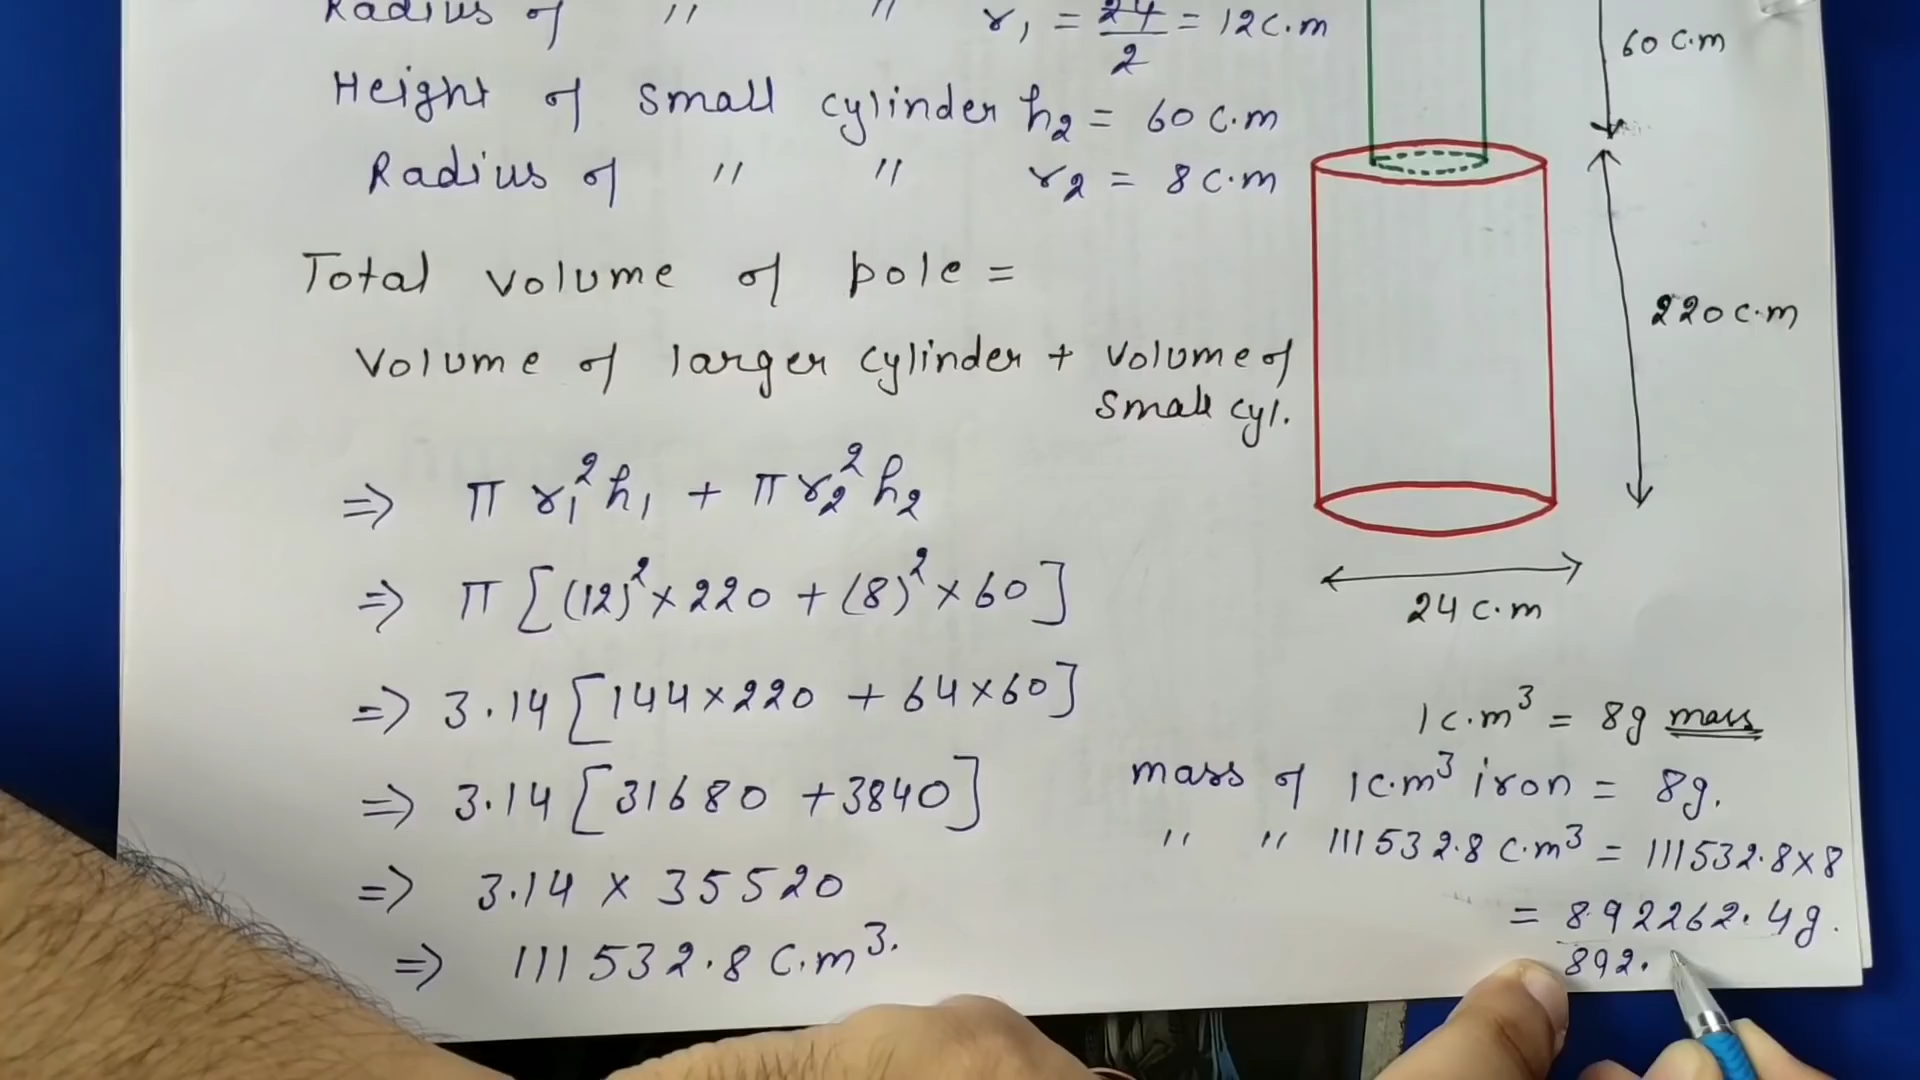 Radius of " " r₁ = 24/2 = 12 c.m
Height of small cylinder h₂ = 60 c.m
Radius of " " r₂ = 8 c.m
Total volume of pole =
Volume of larger cylinder + volume of
small cyl.
⇒ π r₁² h₁ + π r₂² h₂
⇒ π [(12)² × 220 + (8)² × 60]
⇒ 3.14 [144 × 220 + 64 × 60]
⇒ 3.14 [31680 + 3840]
⇒ 3.14 × 35520
⇒ 111532.8 c.m³.
60 c.m
220 c.m
24 c.m
1 c.m³ = 8g mass
mass of 1c.m³ iron = 8g.
" " 111532.8 c.m³ = 111532.8×8
= 892262.4g.
892.